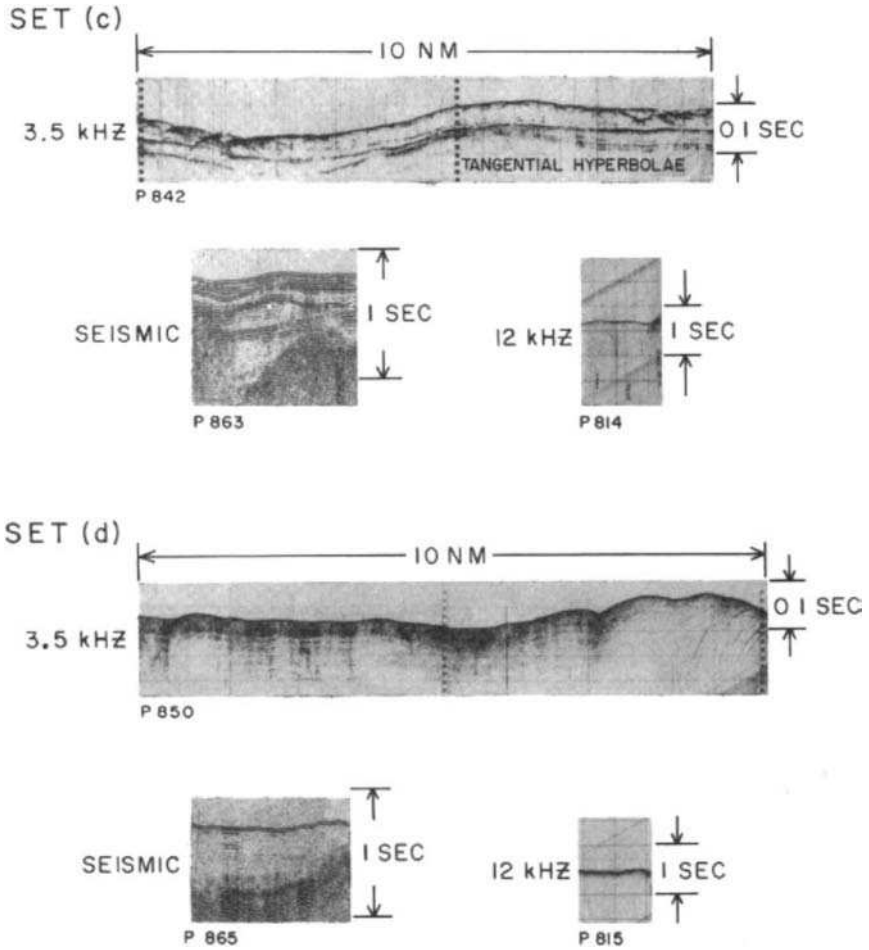 SET (c)
10 NM
3.5 kHZ
0.1 SEC
TANGENTIAL HYPERBOLAE
P 842
SEISMIC
1 SEC
12 kHZ
1 SEC
P 863
P 814
SET (d)
10 NM
3.5 kHZ
0.1 SEC
P 850
SEISMIC
1 SEC
12 kHZ
1 SEC
P 865
P 815